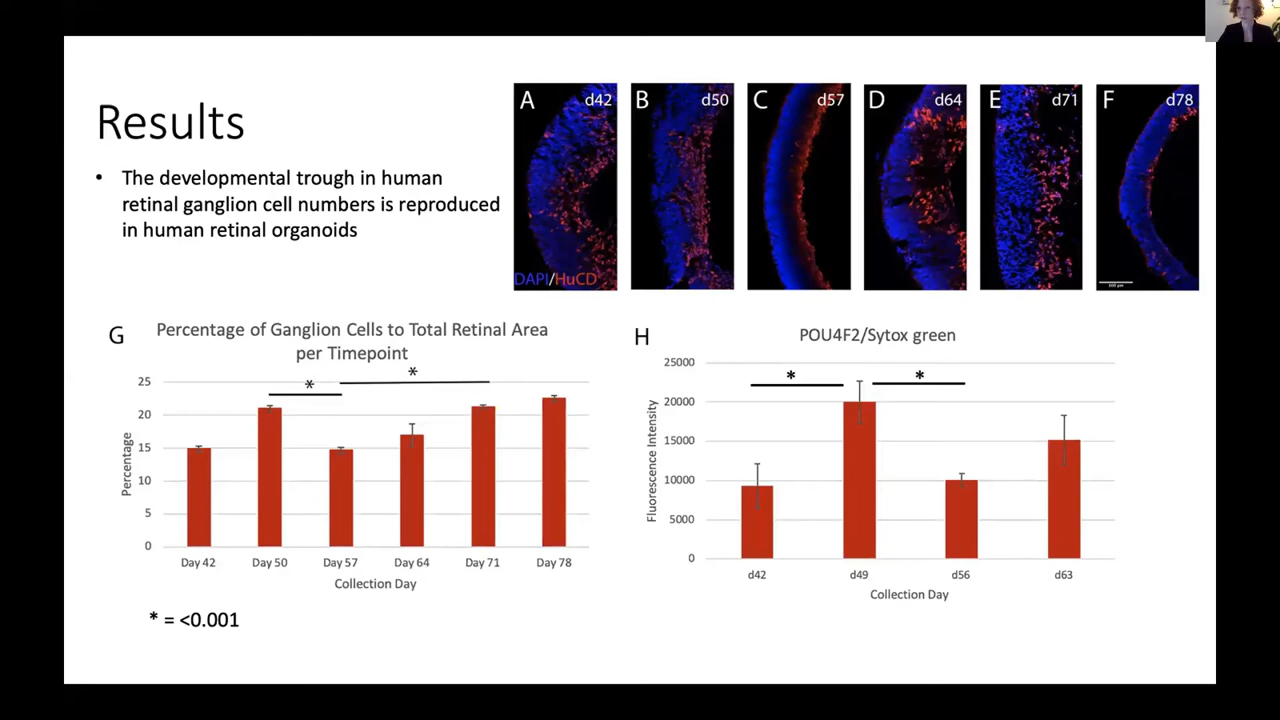 Results
• The developmental trough in human
retinal ganglion cell numbers is reproduced
in human retinal organoids
A d42
B d50
C d57
D d64
E d71
F d78
DAPI/HuCD
G
Percentage of Ganglion Cells to Total Retinal Area
per Timepoint
Percentage
25
20
15
10
5
0
* *
Day 42 Day 50 Day 57 Day 64 Day 71 Day 78
Collection Day
* = <0.001
H
POU4F2/Sytox green
Fluorescence Intensity
25000
20000
15000
10000
5000
0
* *
d42 d49 d56 d63
Collection Day